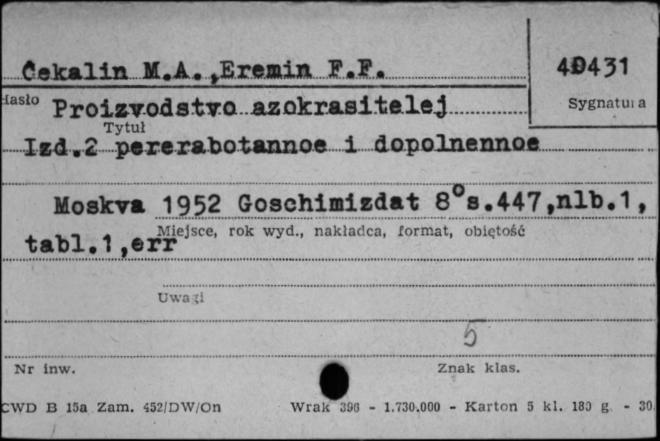 Čekalin M.A.,Eremin F.F.
40431
Hasło Proizvodstvo azokrasitelej
Sygnatura
Tytuł
Izd.2 pererabotannoe i dopolnennoe
Moskva 1952 Goschimizdat 8°s.447,nlb.1,
Miejsce, rok wyd., nakładca, format, objętość
tabl.1,err
Uwagi
5
Nr inw.
Znak klas.
CWD B 15a Zam. 452/DW/On Wrak 396 - 1.730.000 - Karton 5 kl. 180 g. - 30.